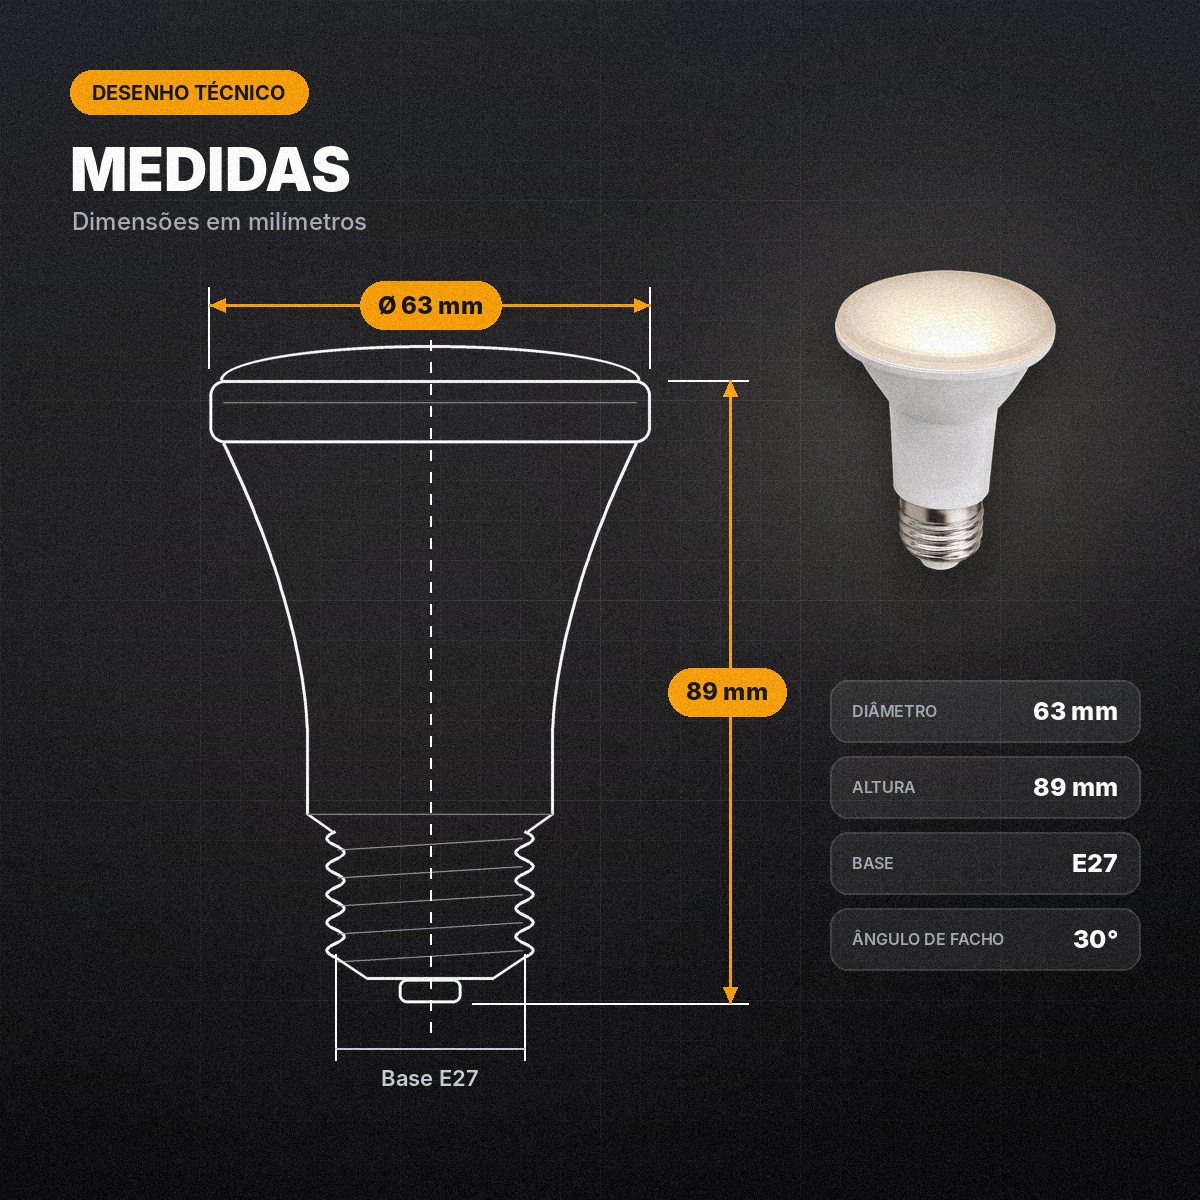 DESENHO TÉCNICO
MEDIDAS
Dimensões em milímetros
Ø 63 mm
89 mm
DIÂMETRO 63 mm
ALTURA 89 mm
BASE E27
ÂNGULO DE FACHO 30°
Base E27